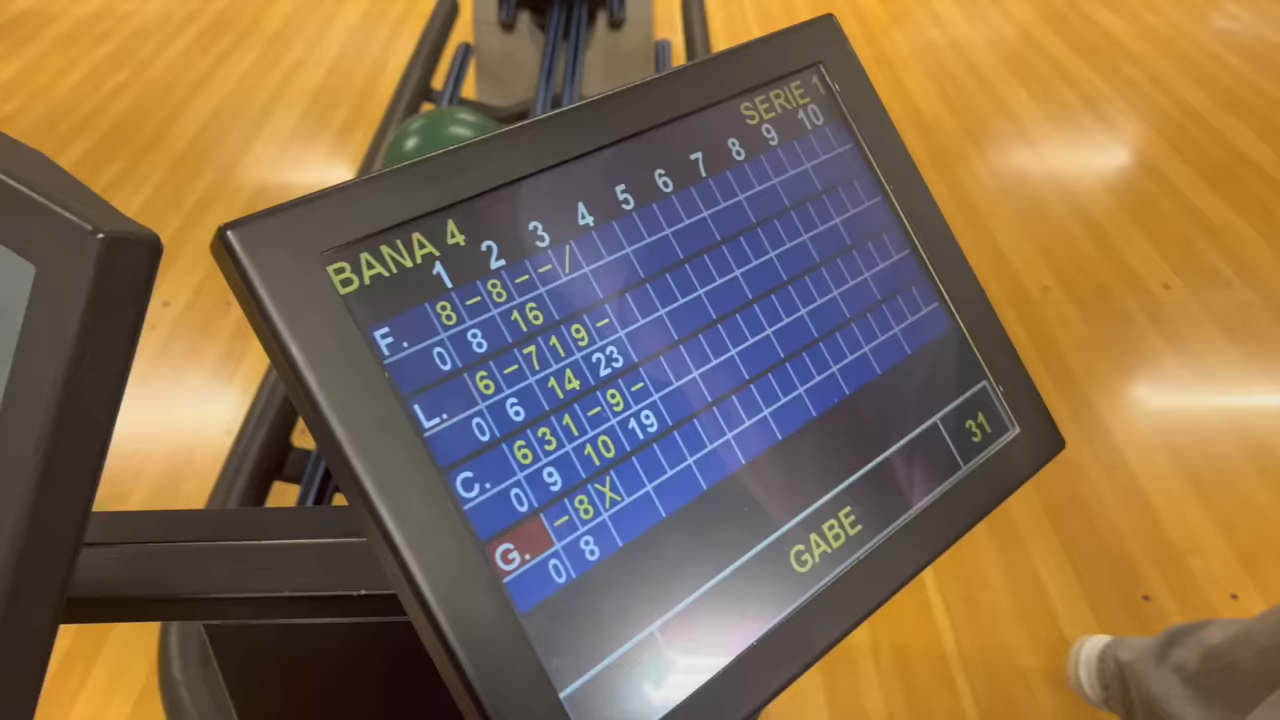 BANA 4 SERIE 1
1 2 3 4 5 6 7 8 9 10
F. 8 - 8 - - /
0 8 16
L. 6 - 7 1 9 -
0 6 14 23
C. 6 3 1 - 9 -
0 9 10 19
G. - 8 X
0 8
GABE 31